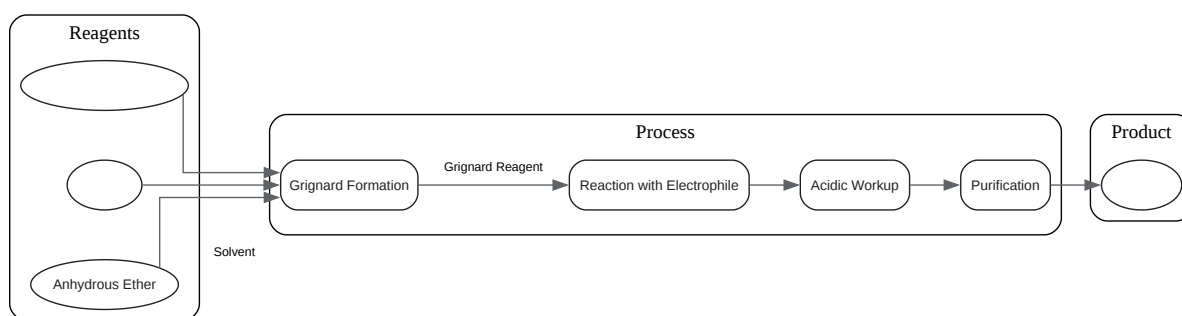 Reagents
Process
Product
Grignard Reagent
Grignard Formation
Reaction with Electrophile
Acidic Workup
Purification
Solvent
Anhydrous Ether